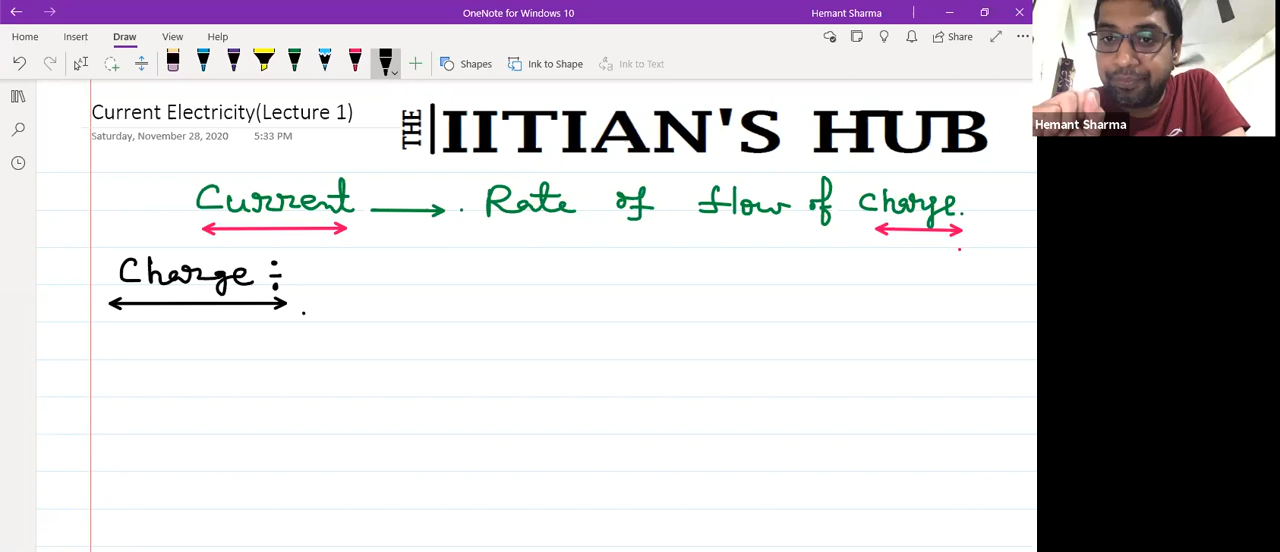 OneNote for Windows 10
Hemant Sharma
Home Insert Draw View Help
Share
Shapes Ink to Shape Ink to Text
Current Electricity(Lecture 1)
Saturday, November 28, 2020 5:33 PM
THE IITIAN'S HUB
Hemant Sharma
Current → Rate of flow of charge.
Charge ÷